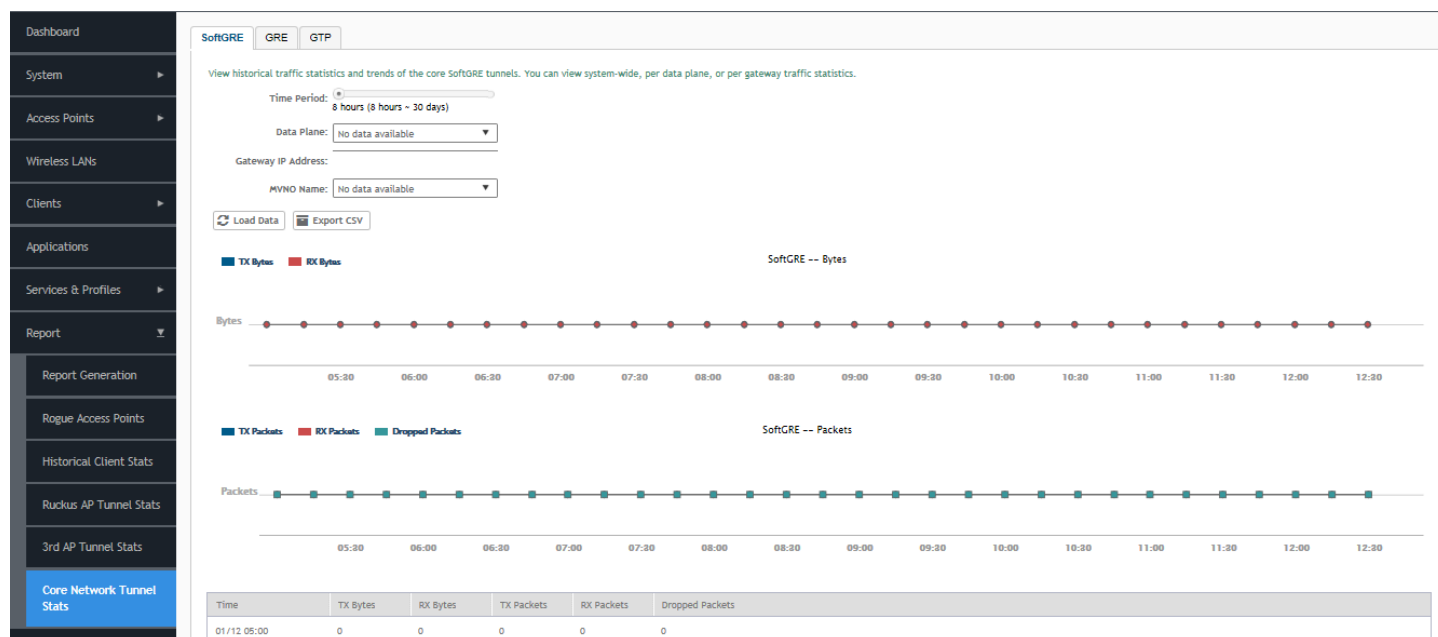 Dashboard
System
Access Points
Wireless LANs
Clients
Applications
Services & Profiles
Report
Report Generation
Rogue Access Points
Historical Client Stats
Ruckus AP Tunnel Stats
3rd AP Tunnel Stats
Core Network Tunnel
Stats
SoftGRE GRE GTP
View historical traffic statistics and trends of the core SoftGRE tunnels. You can view system-wide, per data plane, or per gateway traffic statistics.
Time Period:
8 hours (8 hours ~ 30 days)
Data Plane: No data available
Gateway IP Address:
MVNO Name: No data available
Load Data Export CSV
TX Bytes RX Bytes SoftGRE -- Bytes
Bytes
05:30 06:00 06:30 07:00 07:30 08:00 08:30 09:00 09:30 10:00 10:30 11:00 11:30 12:00 12:30
TX Packets RX Packets Dropped Packets SoftGRE -- Packets
Packets
05:30 06:00 06:30 07:00 07:30 08:00 08:30 09:00 09:30 10:00 10:30 11:00 11:30 12:00 12:30
Time TX Bytes RX Bytes TX Packets RX Packets Dropped Packets
01/12 05:00 0 0 0 0 0